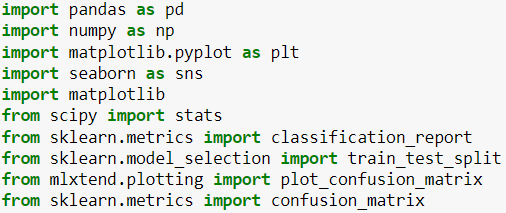 import pandas as pd
import numpy as np
import matplotlib.pyplot as plt
import seaborn as sns
import matplotlib
from scipy import stats
from sklearn.metrics import classification_report
from sklearn.model_selection import train_test_split
from mlxtend.plotting import plot_confusion_matrix
from sklearn.metrics import confusion_matrix